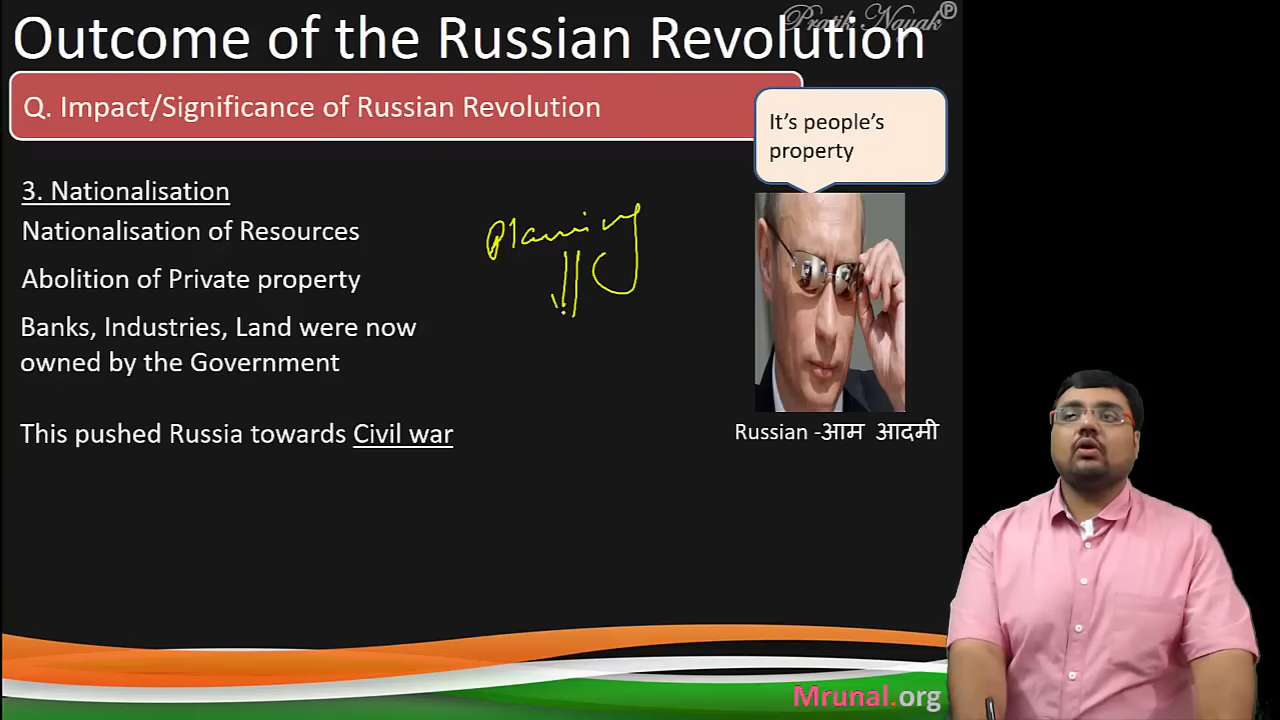 Pratik Nayak
Outcome of the Russian Revolution
Q. Impact/Significance of Russian Revolution
It's people's
property
3. Nationalisation
Nationalisation of Resources
Planning
Abolition of Private property
Banks, Industries, Land were now
owned by the Government
This pushed Russia towards Civil war
Russian -आम आदमी
Mrunal.org